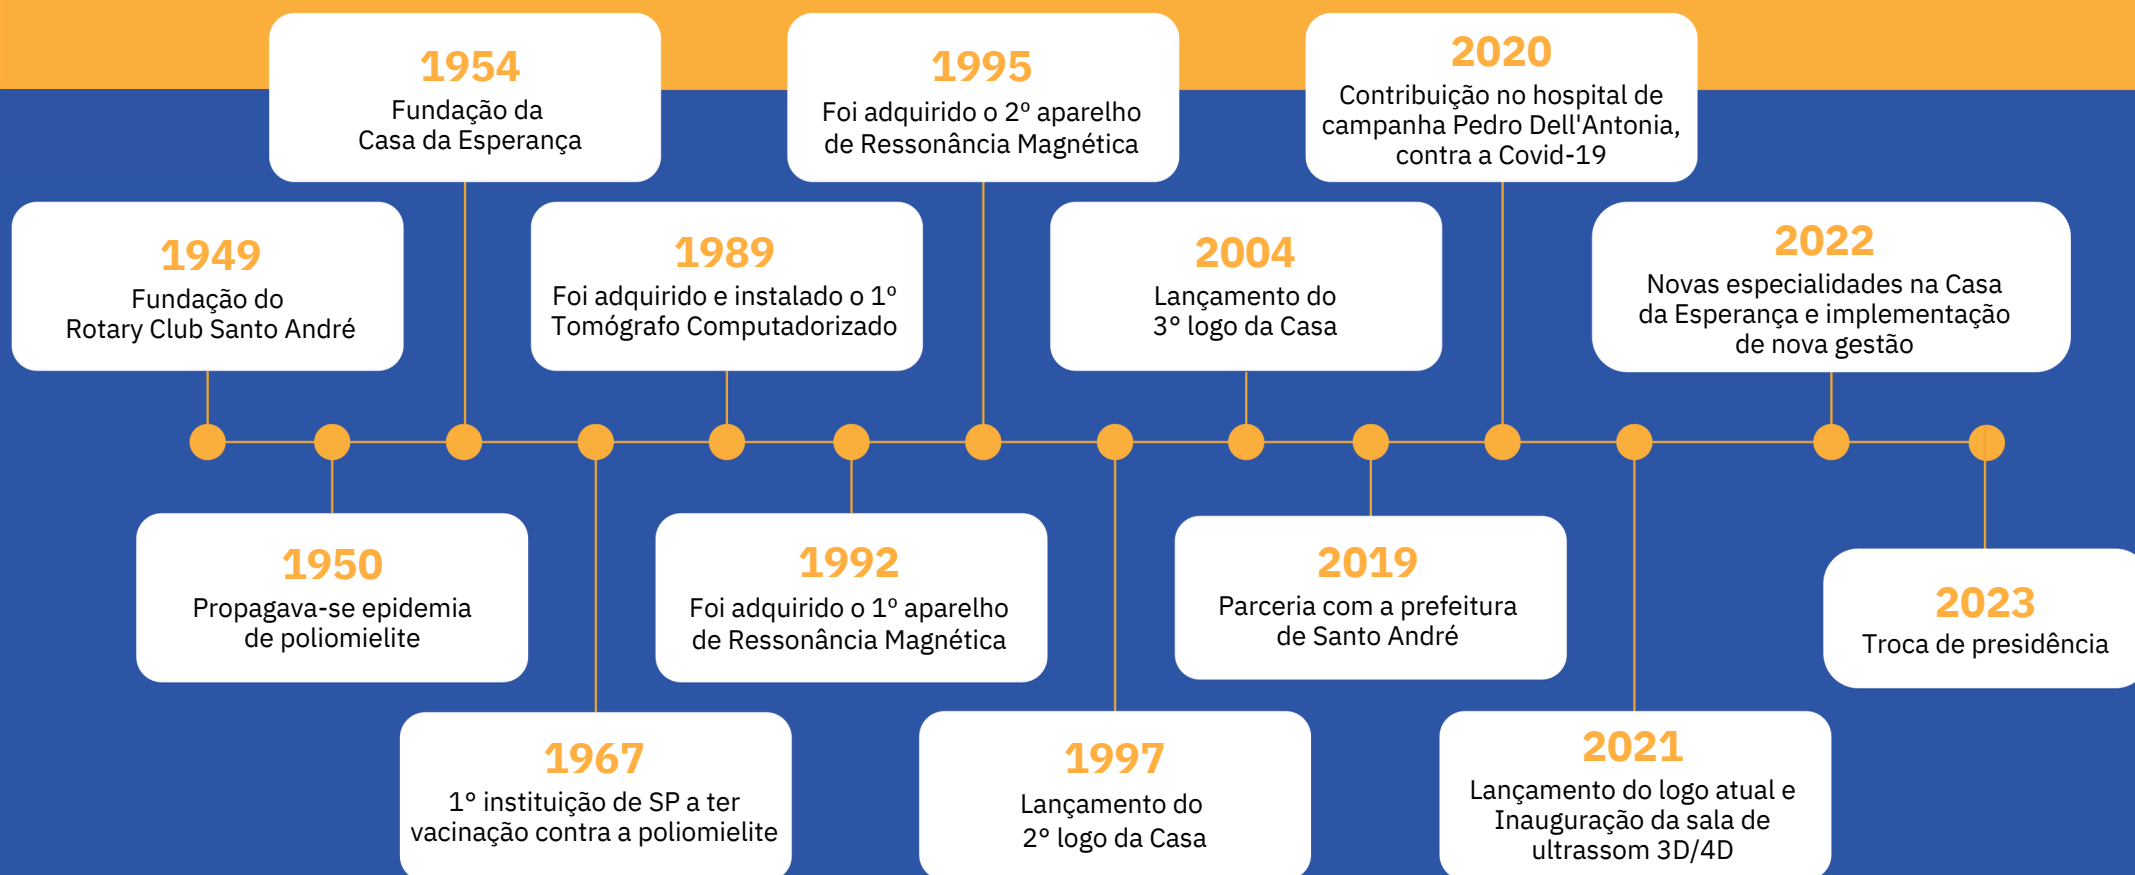 1949
Fundação do
Rotary Club Santo André
1950
Propagava-se epidemia
de poliomielite
1954
Fundação da
Casa da Esperança
1967
1° instituição de SP a ter
vacinação contra a poliomielite
1989
Foi adquirido e instalado o 1º
Tomógrafo Computadorizado
1992
Foi adquirido o 1º aparelho
de Ressonância Magnética
1995
Foi adquirido o 2º aparelho
de Ressonância Magnética
1997
Lançamento do
2° logo da Casa
2004
Lançamento do
3° logo da Casa
2019
Parceria com a prefeitura
de Santo André
2020
Contribuição no hospital de
campanha Pedro Dell'Antonia,
contra a Covid-19
2021
Lançamento do logo atual e
Inauguração da sala de
ultrassom 3D/4D
2022
Novas especialidades na Casa
da Esperança e implementação
de nova gestão
2023
Troca de presidência